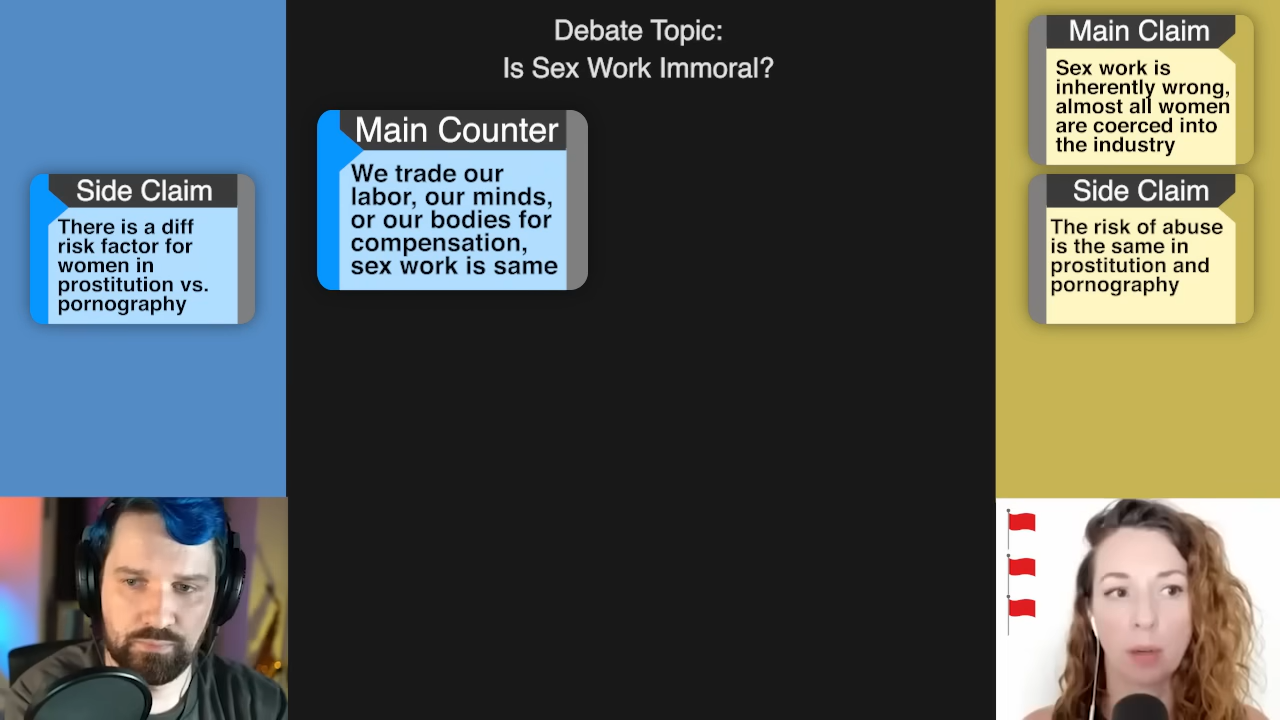 Debate Topic:
Is Sex Work Immoral?
Main Counter
We trade our
labor, our minds,
or our bodies for
compensation,
sex work is same
Side Claim
There is a diff
risk factor for
women in
prostitution vs.
pornography
Main Claim
Sex work is
inherently wrong,
almost all women
are coerced into
the industry
Side Claim
The risk of abuse
is the same in
prostitution and
pornography